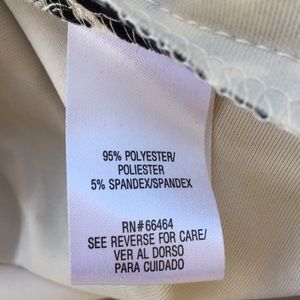 95% POLYESTER/
POLIESTER
5% SPANDEX/SPANDEX
RN#66464
SEE REVERSE FOR CARE/
VER AL DORSO
PARA CUIDADO